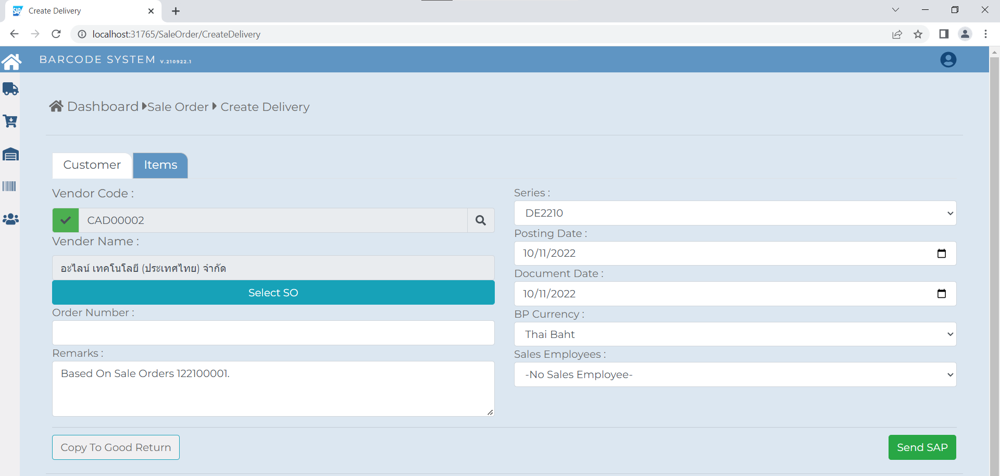 Create Delivery
localhost:31765/SaleOrder/CreateDelivery
BARCODE SYSTEM V.210922.1
Dashboard Sale Order Create Delivery
Customer Items
Vendor Code :
CAD00002
Vender Name :
อะไลน์ เทคโนโลยี (ประเทศไทย) จำกัด
Select SO
Order Number :
Remarks :
Based On Sale Orders 122100001.
Series :
DE2210
Posting Date :
10/11/2022
Document Date :
10/11/2022
BP Currency :
Thai Baht
Sales Employees :
-No Sales Employee-
Copy To Good Return
Send SAP